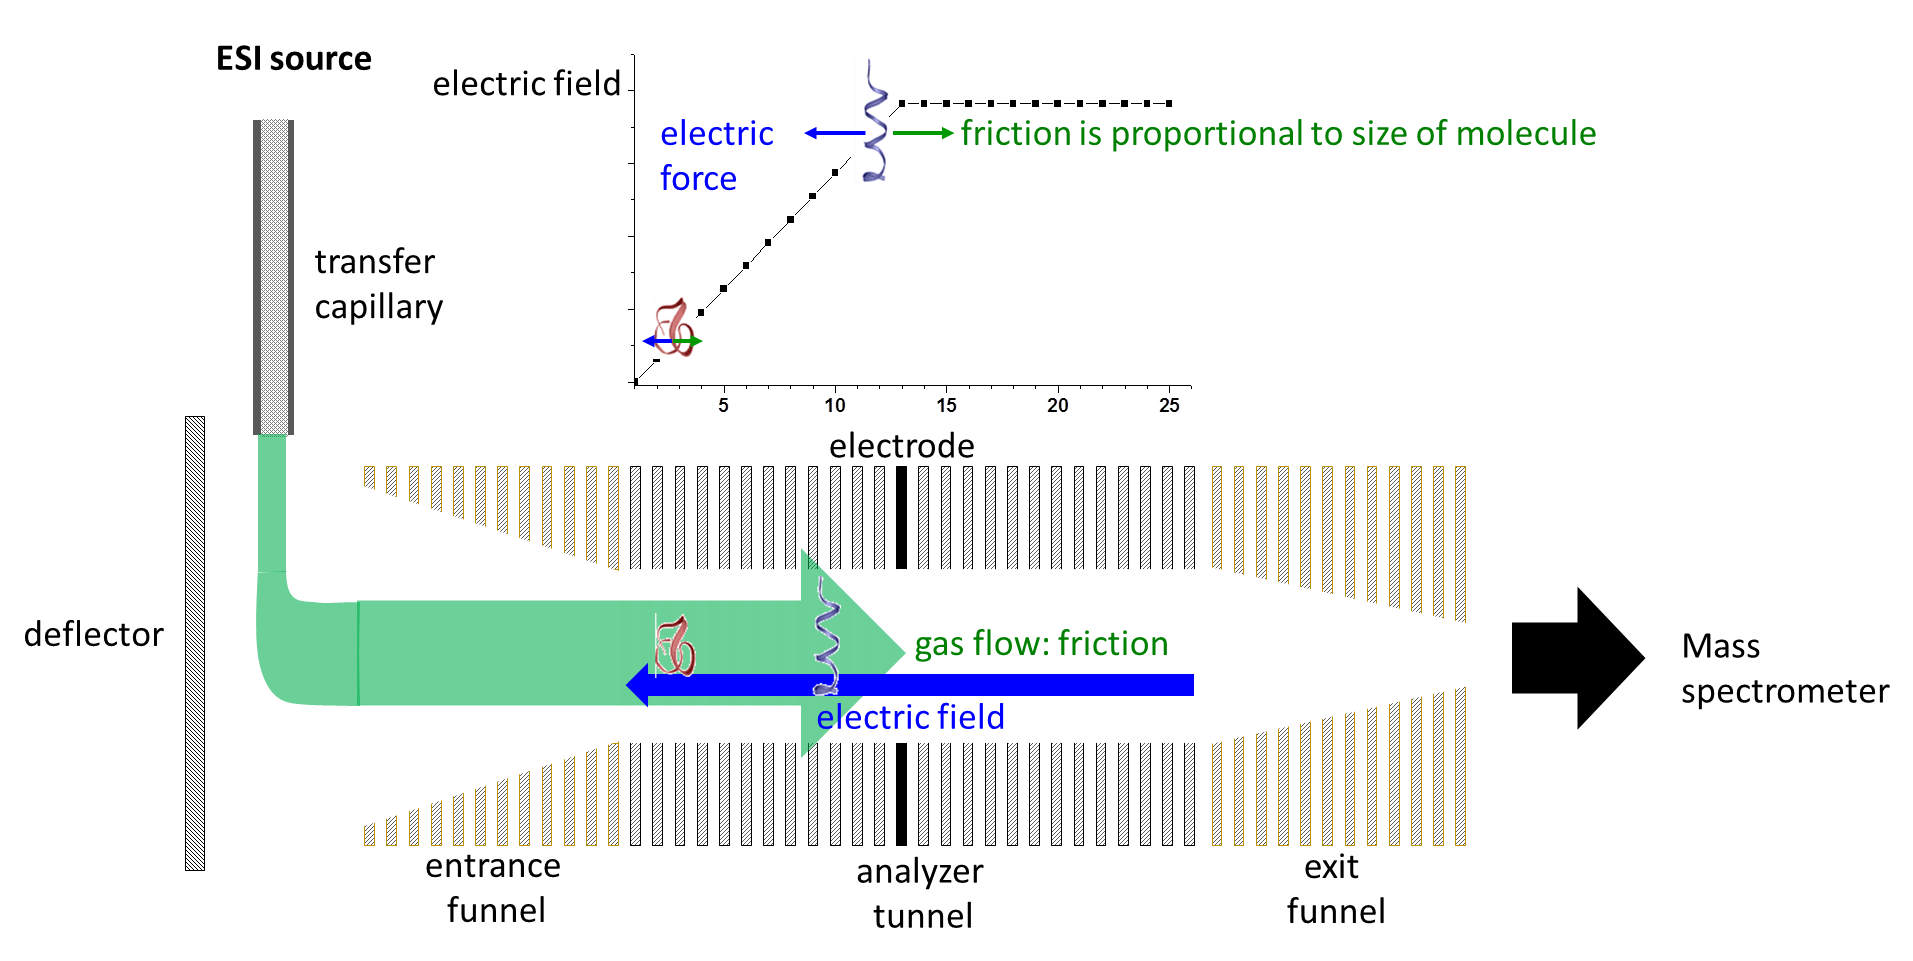 ESI source
electric field
electric
force
friction is proportional to size of molecule
transfer
capillary
5 10 15 20 25
electrode
deflector
gas flow: friction
electric field
Mass
spectrometer
entrance
funnel
analyzer
tunnel
exit
funnel